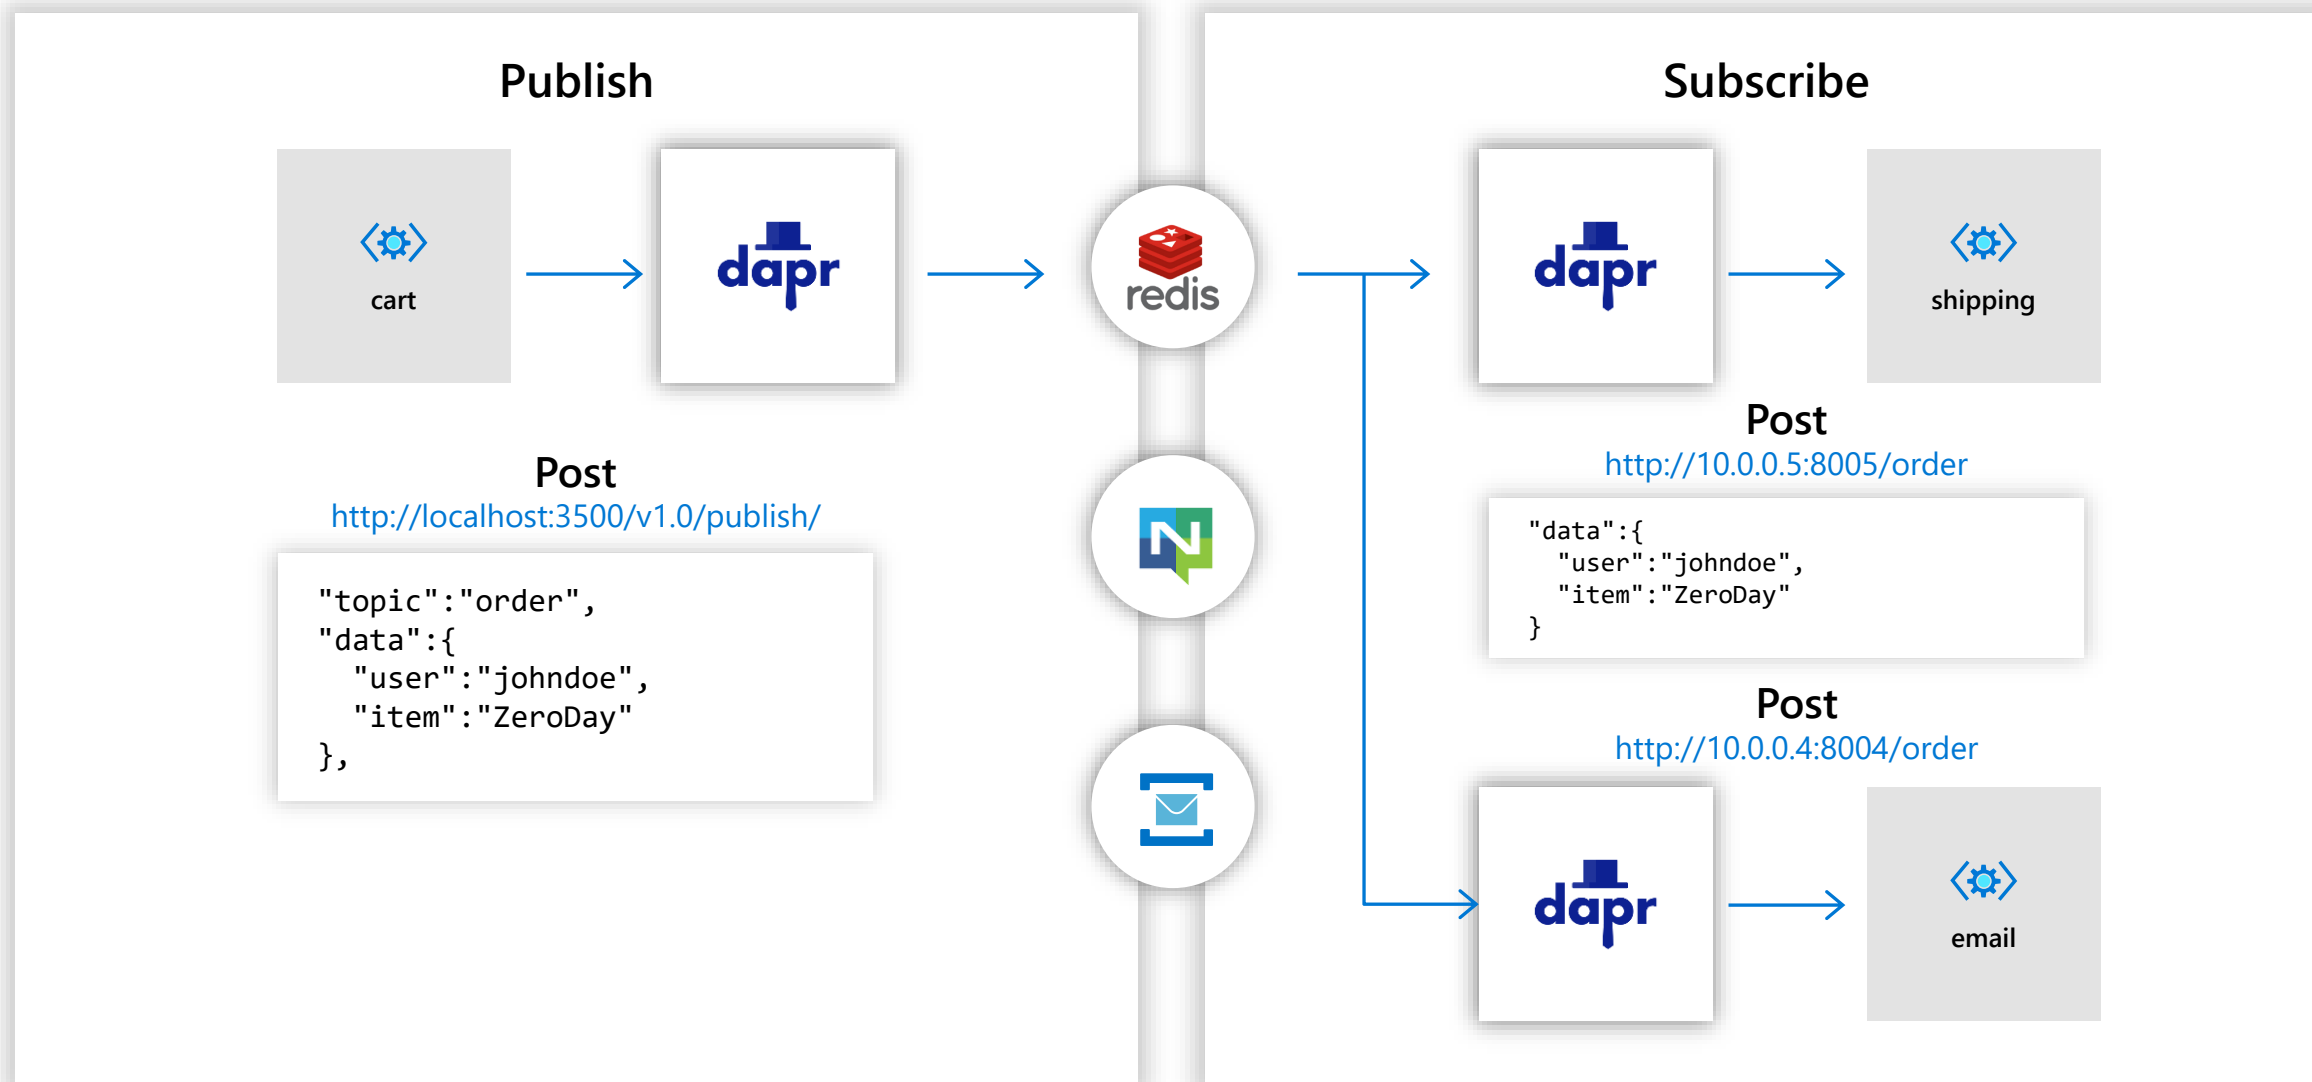 Publish
cart
dapr
Post
http://localhost:3500/v1.0/publish/
"topic":"order",
"data":{
  "user":"johndoe",
  "item":"ZeroDay"
},
redis
N
Subscribe
dapr
shipping
Post
http://10.0.0.5:8005/order
"data":{
  "user":"johndoe",
  "item":"ZeroDay"
}
Post
http://10.0.0.4:8004/order
dapr
email